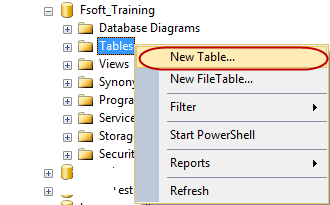 Fsoft_Training
Database Diagrams
Tables
Views
Synony
Progra
Service
Storag
Securit
New Table...
New FileTable...
Filter
Start PowerShell
Reports
Refresh
est